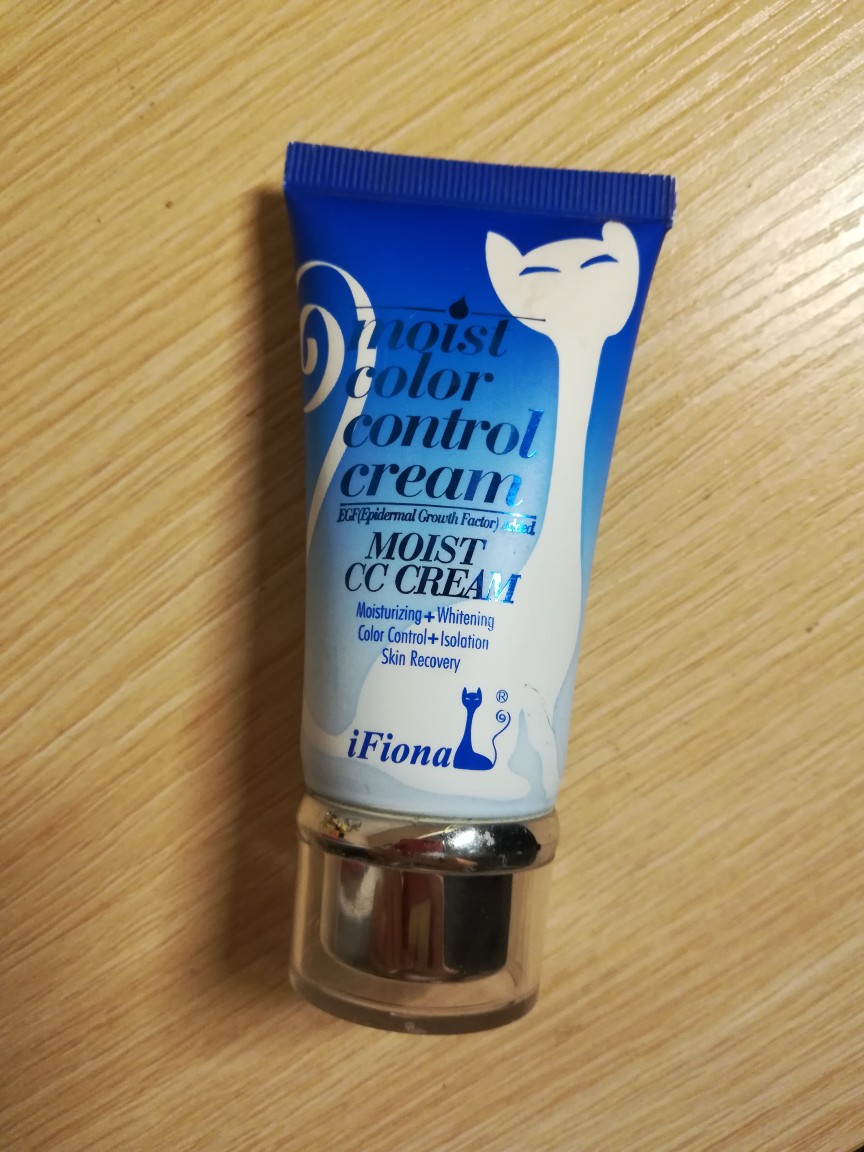 moist
color
control
cream
EGF(Epidermal Growth Factor) added.
MOIST
CC CREAM
Moisturizing+Whitening
Color Control+Isolation
Skin Recovery
®
iFiona